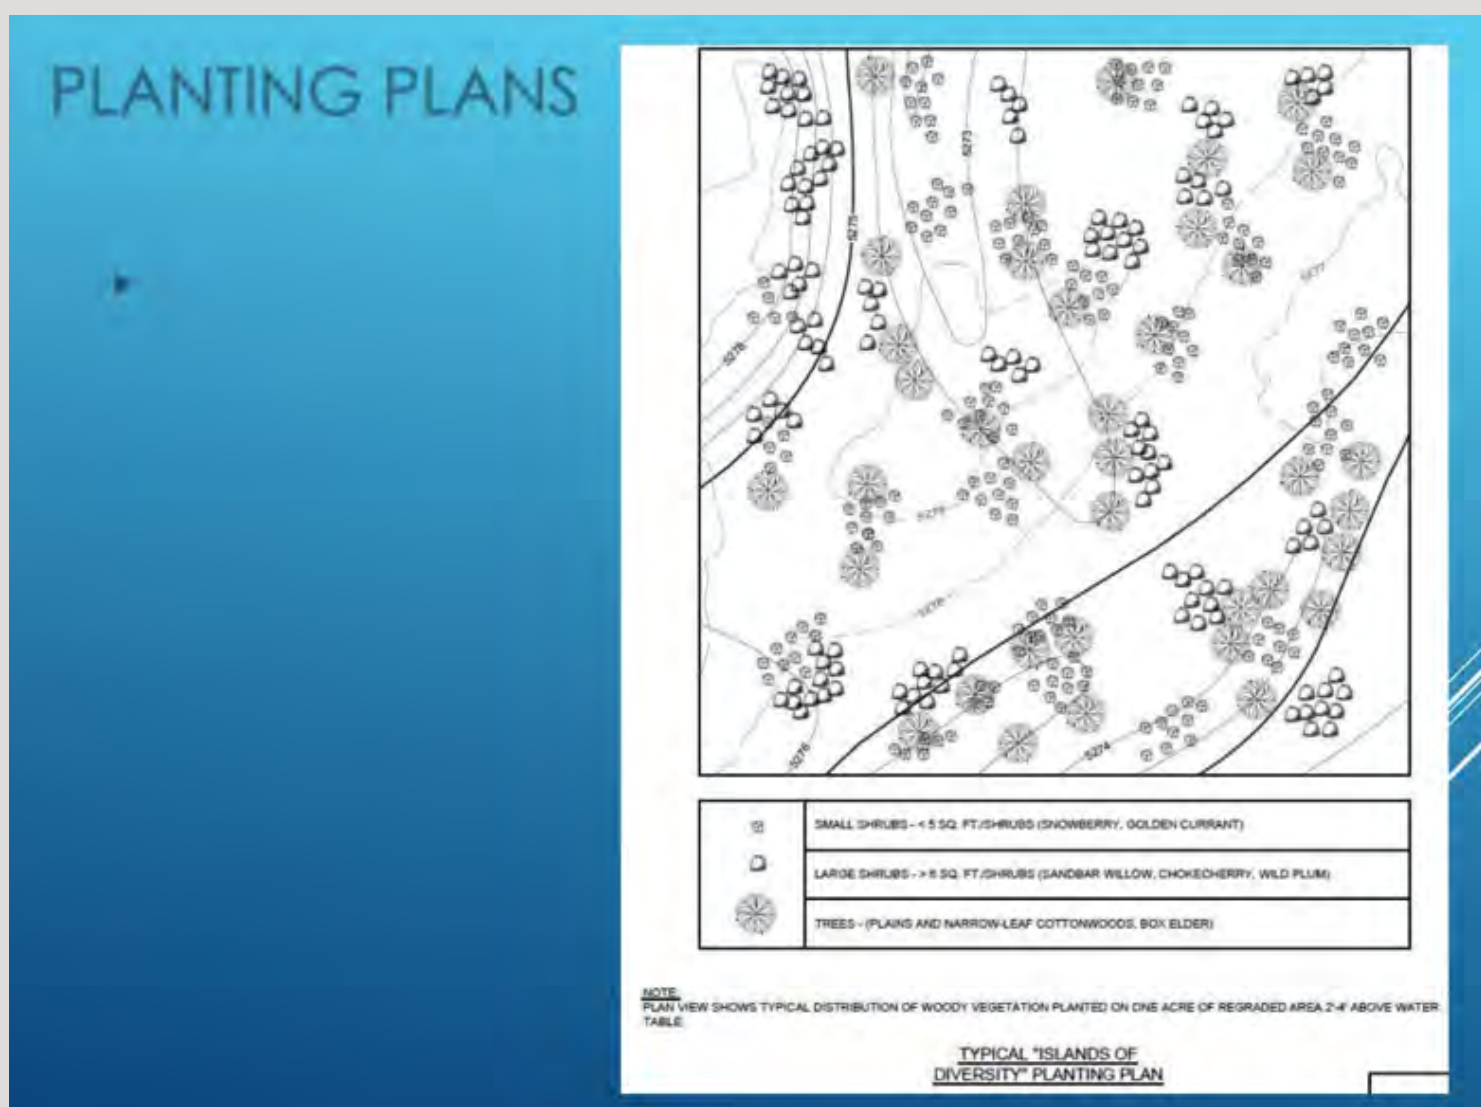 PLANTING PLANS
5273
5275
5277
5278
5276
5274
SMALL SHRUBS - < 5 SQ. FT./SHRUBS (SNOWBERRY, GOLDEN CURRANT)
LARGE SHRUBS - > 6 SQ. FT./SHRUBS (SANDBAR WILLOW, CHOKECHERRY, WILD PLUM)
TREES - (PLAINS AND NARROW-LEAF COTTONWOODS, BOX ELDER)
NOTE:
PLAN VIEW SHOWS TYPICAL DISTRIBUTION OF WOODY VEGETATION PLANTED ON ONE ACRE OF REGRADED AREA 2'-4' ABOVE WATER
TABLE
TYPICAL "ISLANDS OF
DIVERSITY" PLANTING PLAN